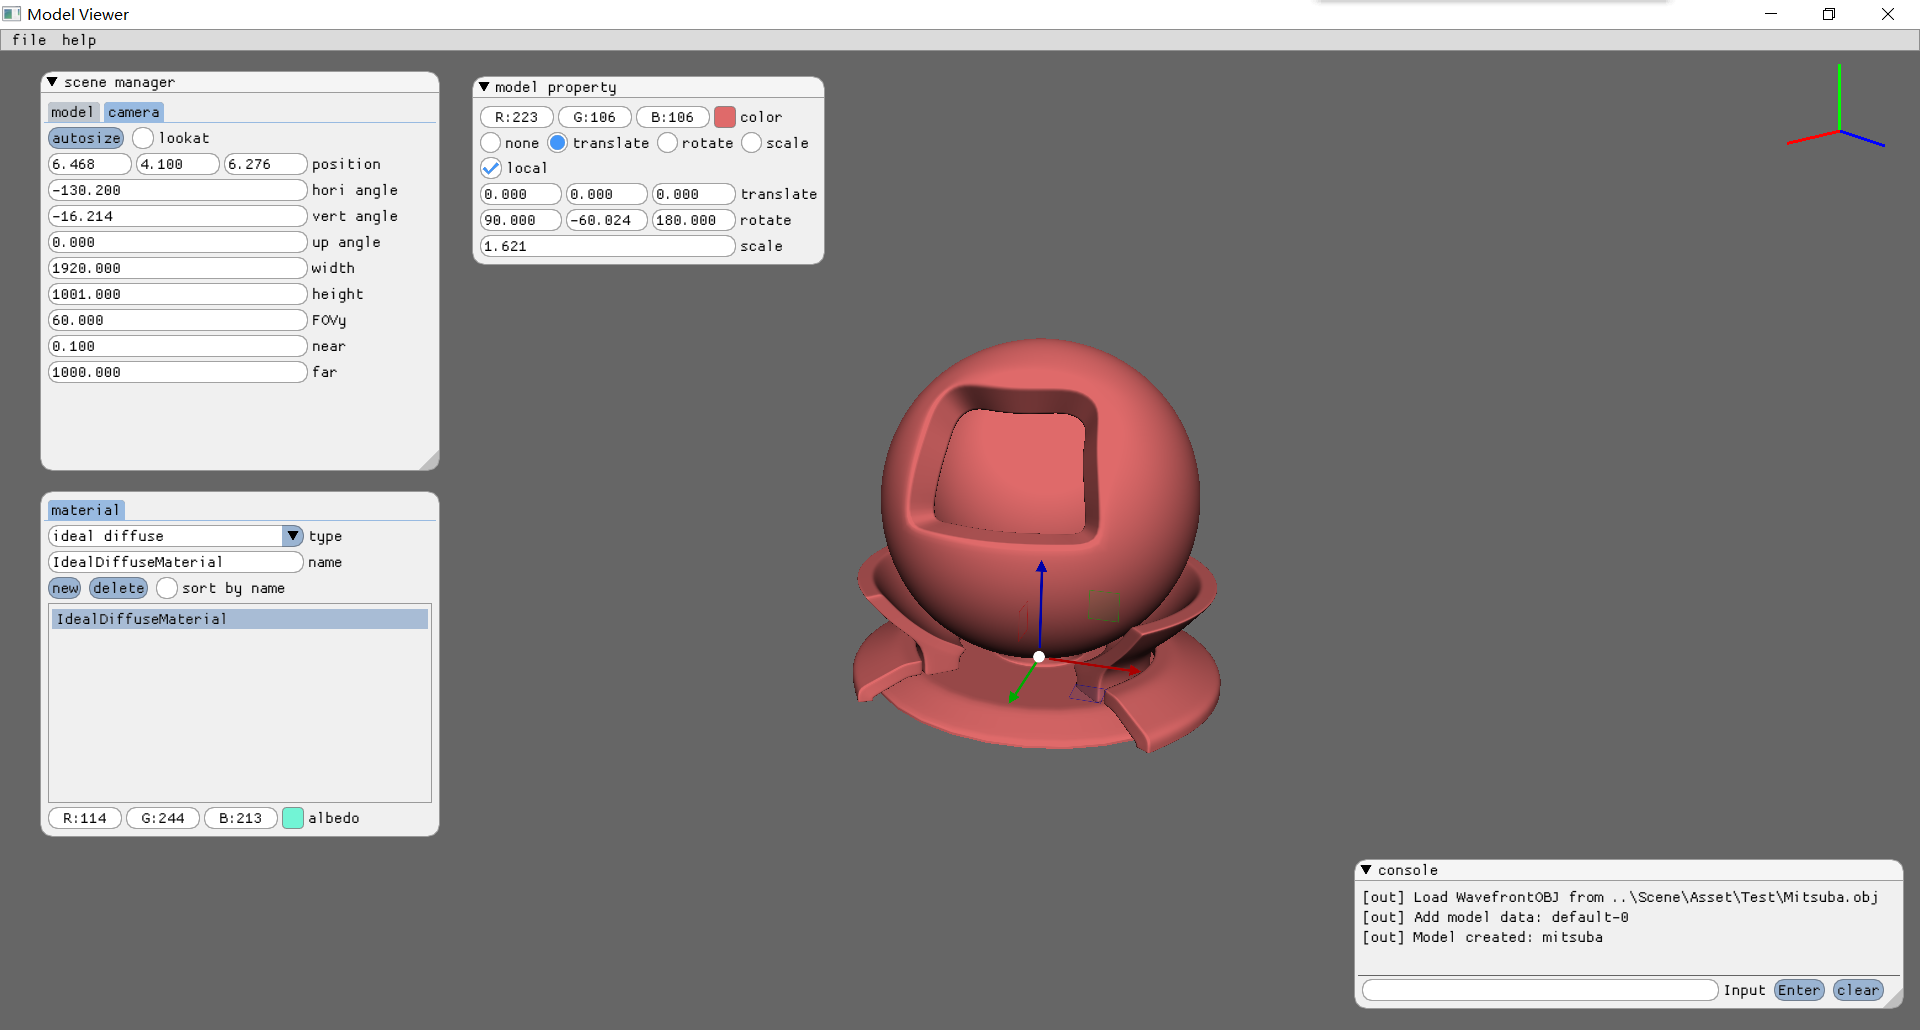 Model Viewer
file help
scene manager
model camera
autosize lookat
6.468 4.100 6.276 position
-130.200 hori angle
-16.214 vert angle
0.000 up angle
1920.000 width
1001.000 height
60.000 FOVy
0.100 near
1000.000 far
model property
R:223 G:106 B:106 color
none translate rotate scale
local
0.000 0.000 0.000 translate
90.000 -60.024 180.000 rotate
1.621 scale
material
ideal diffuse type
IdealDiffuseMaterial name
new delete sort by name
IdealDiffuseMaterial
R:114 G:244 B:213 albedo
console
[out] Load WavefrontOBJ from ..\Scene\Asset\Test\Mitsuba.obj
[out] Add model data: default-0
[out] Model created: mitsuba
Input Enter clear